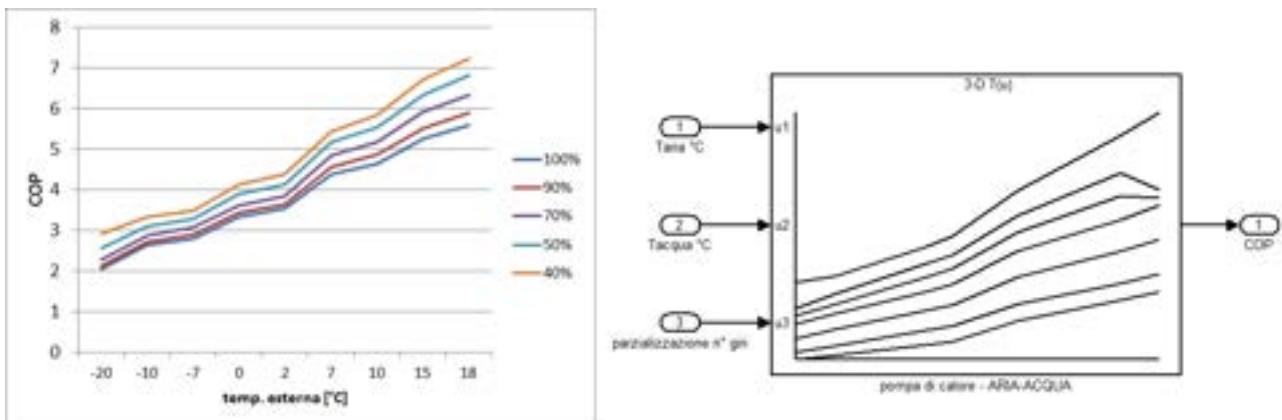 8
7
6
5
4
3
2
1
0
COP
-20 -10 -7 0 2 7 10 15 18
temp. esterna [°C]
100%
90%
70%
50%
40%
3-D T(u)
1
Taria °C
u1
2
Tacqua °C
u2
3
parzializzazione n° giri
u3
1
COP
pompa di calore - ARIA-ACQUA